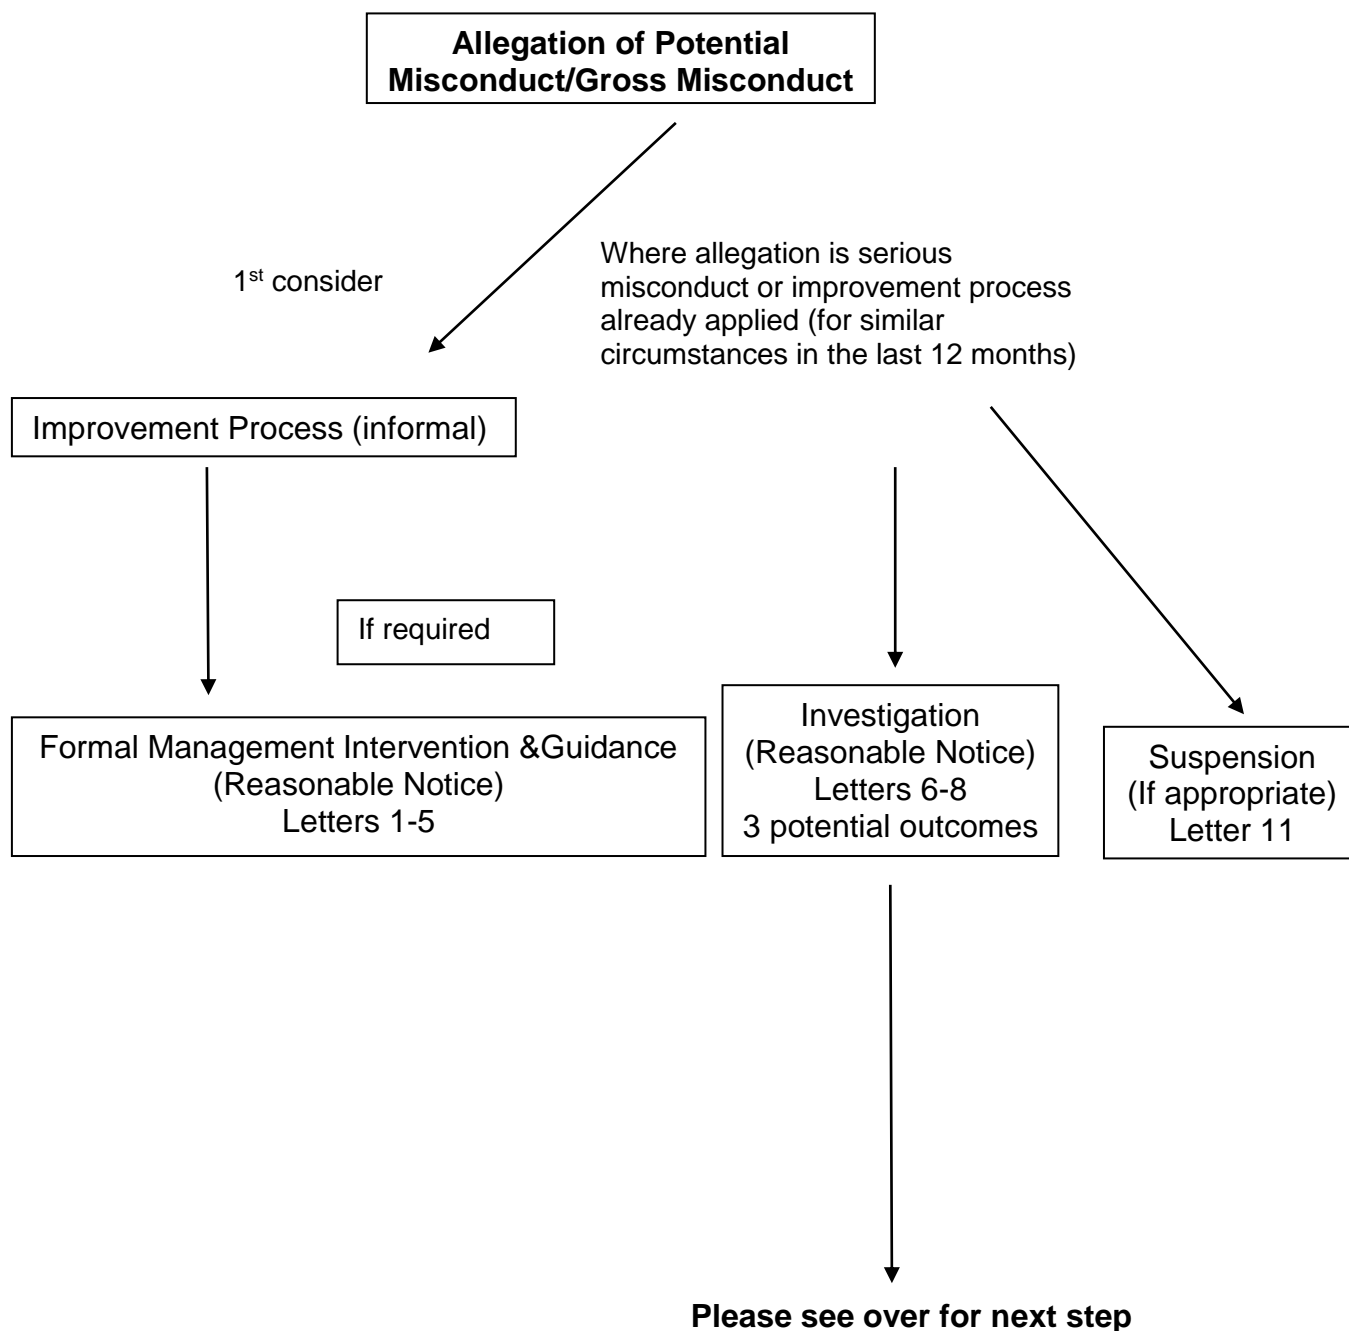 Allegation of Potential
Misconduct/Gross Misconduct
1st consider
Where allegation is serious
misconduct or improvement process
already applied (for similar
circumstances in the last 12 months)
Improvement Process (informal)
If required
Formal Management Intervention &Guidance
(Reasonable Notice)
Letters 1-5
Investigation
(Reasonable Notice)
Letters 6-8
3 potential outcomes
Suspension
(If appropriate)
Letter 11
Please see over for next step